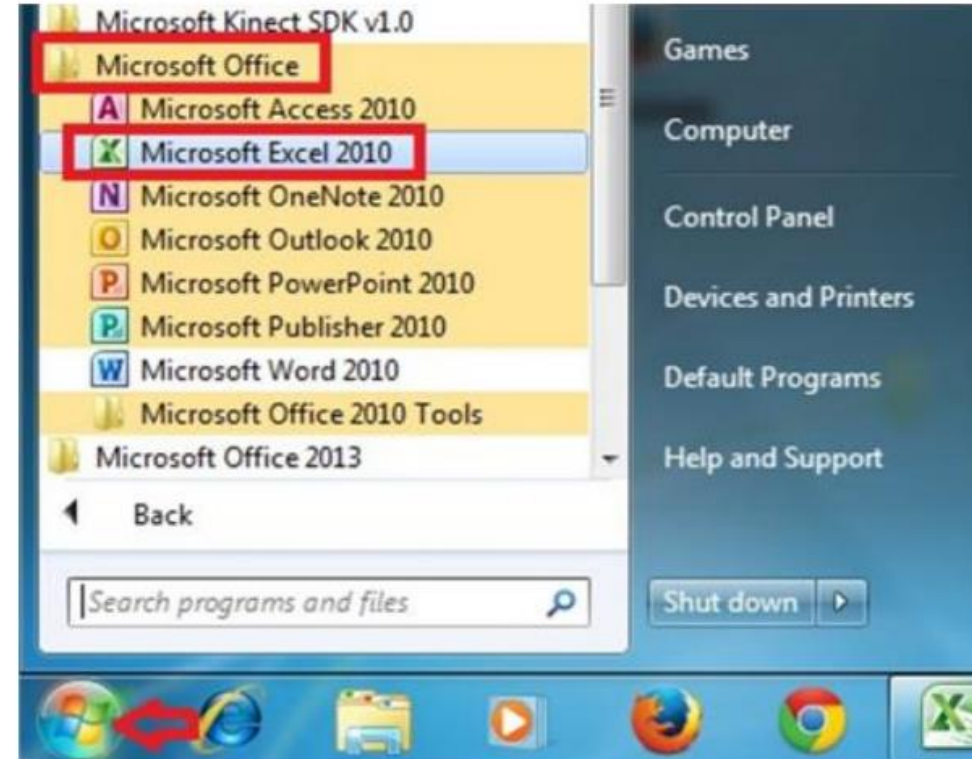 Microsoft Kinect SDK v1.0
Microsoft Office
A Microsoft Access 2010
X Microsoft Excel 2010
N Microsoft OneNote 2010
O Microsoft Outlook 2010
P Microsoft PowerPoint 2010
P Microsoft Publisher 2010
W Microsoft Word 2010
Microsoft Office 2010 Tools
Microsoft Office 2013
Back
Search programs and files
Games
Computer
Control Panel
Devices and Printers
Default Programs
Help and Support
Shut down
X